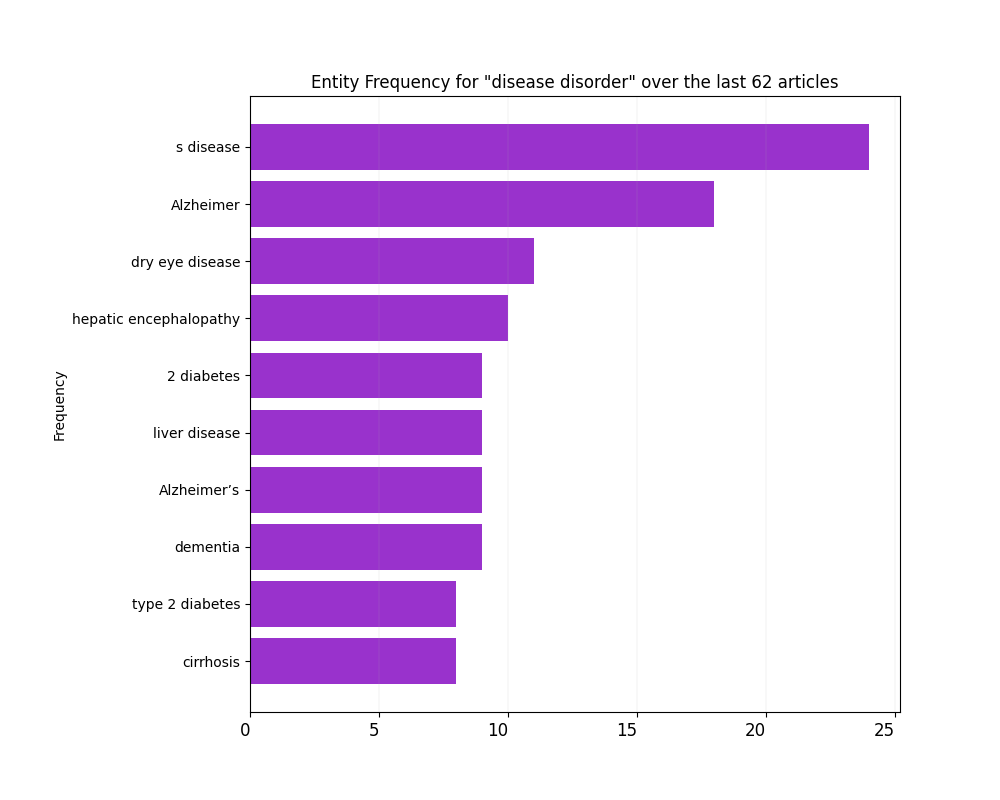 Entity Frequency for "disease disorder" over the last 62 articles
s disease
Alzheimer
dry eye disease
hepatic encephalopathy
2 diabetes
liver disease
Alzheimer’s
dementia
type 2 diabetes
cirrhosis
Frequency
0 5 10 15 20 25